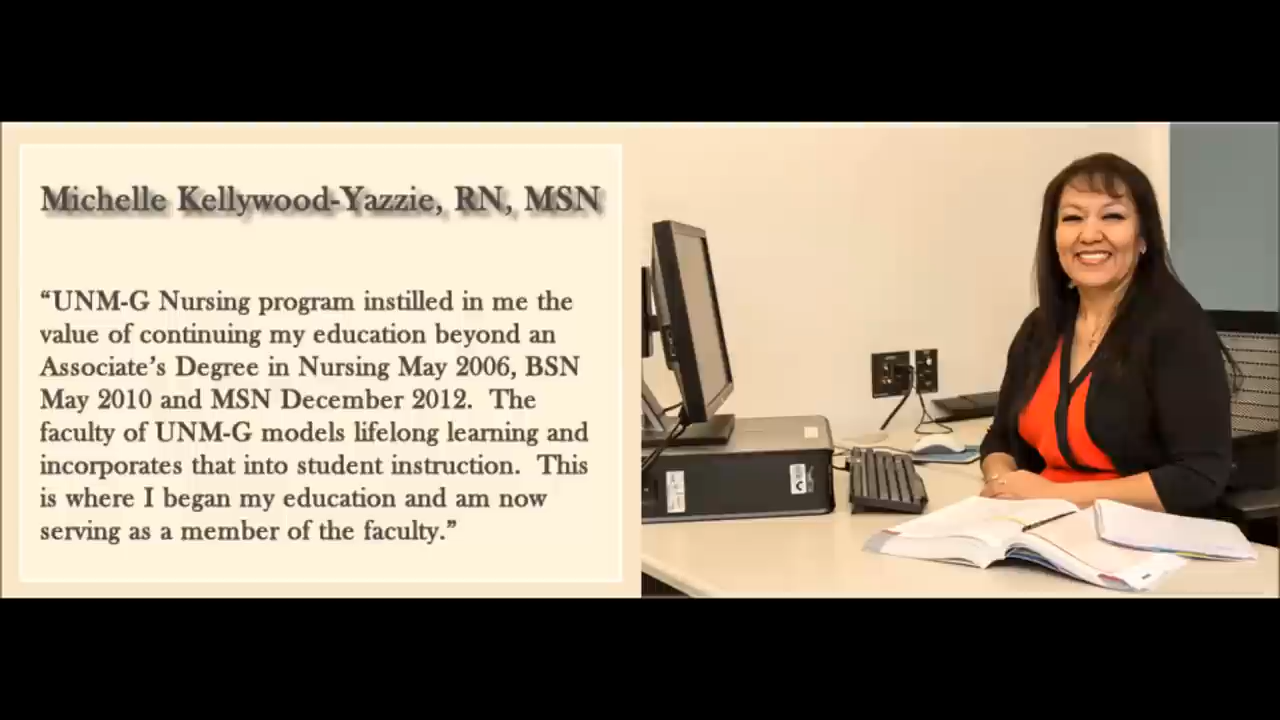 Michelle Kellywood-Yazzie, RN, MSN
“UNM-G Nursing program instilled in me the
value of continuing my education beyond an
Associate’s Degree in Nursing May 2006, BSN
May 2010 and MSN December 2012.  The
faculty of UNM-G models lifelong learning and
incorporates that into student instruction.  This
is where I began my education and am now
serving as a member of the faculty.”